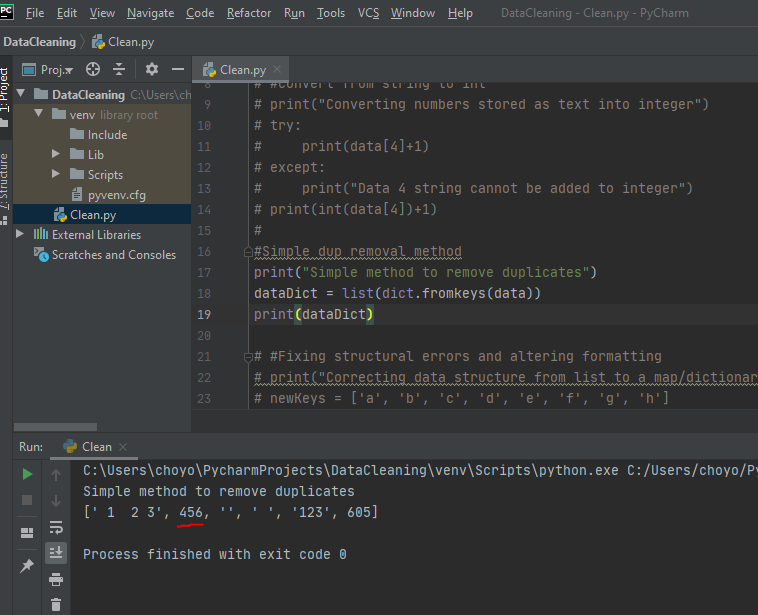 PC File Edit View Navigate Code Refactor Run Tools VCS Window Help DataCleaning - Clean.py - PyCharm
DataCleaning Clean.py
1: Project
7: Structure
Proj..
Clean.py
DataCleaning C:\Users\ch
venv library root
Include
Lib
Scripts
pyvenv.cfg
Clean.py
External Libraries
Scratches and Consoles
8 # #Convert from string to int
9 # print("Converting numbers stored as text into integer")
10 # try:
11 #     print(data[4]+1)
12 # except:
13 #     print("Data 4 string cannot be added to integer")
14 # print(int(data[4])+1)
15 #
16 #Simple dup removal method
17 print("Simple method to remove duplicates")
18 dataDict = list(dict.fromkeys(data))
19 print(dataDict)
20
21 # #Fixing structural errors and altering formatting
22 # print("Correcting data structure from list to a map/dictionar
23 # newKeys = ['a', 'b', 'c', 'd', 'e', 'f', 'g', 'h']
Run: Clean
C:\Users\choyo\PycharmProjects\DataCleaning\venv\Scripts\python.exe C:/Users/choyo/Py
Simple method to remove duplicates
[' 1  2 3', 456, '', ' ', '123', 605]
Process finished with exit code 0